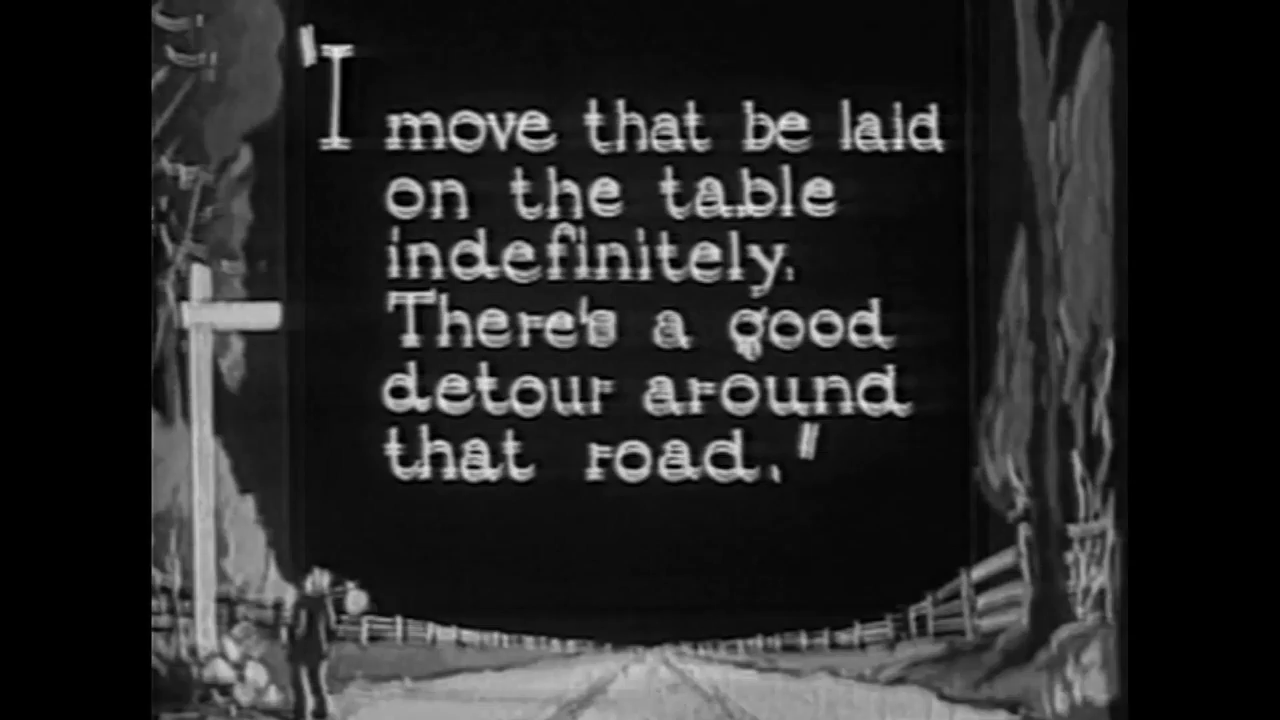 "I move that be laid
on the table
indefinitely.
There's a good
detour around
that road."